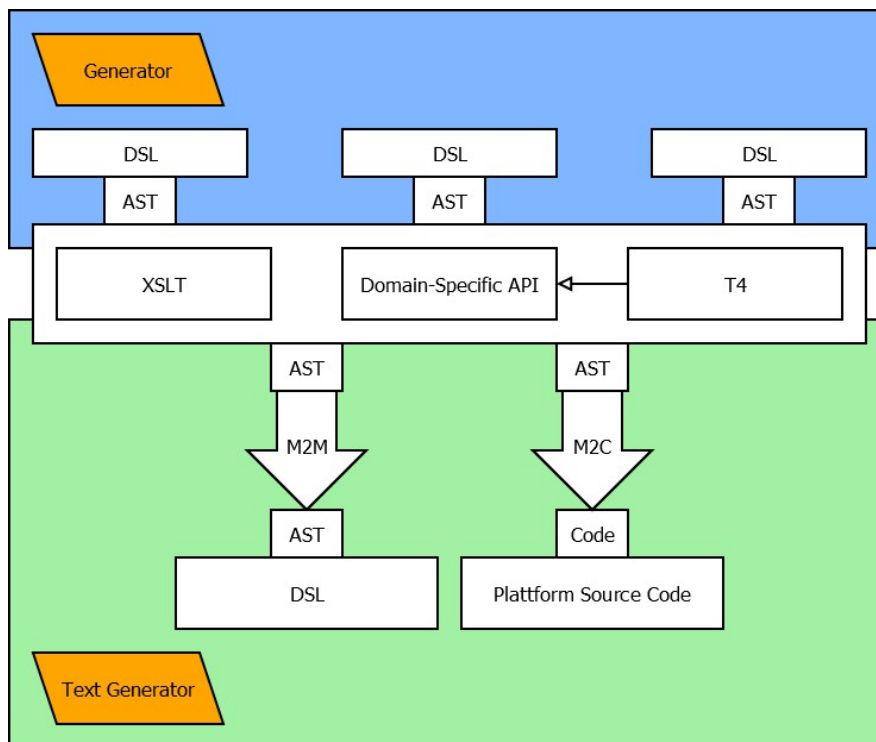 Generator
DSL
DSL
DSL
AST
AST
AST
XSLT
Domain-Specific API
T4
AST
AST
M2M
M2C
AST
Code
DSL
Plattform Source Code
Text Generator